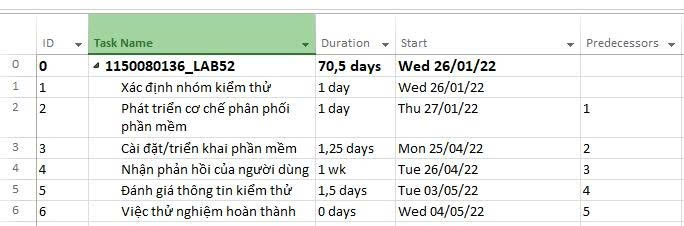 ID Task Name Duration Start Predecessors
0 0 1150080136_LAB52 70,5 days Wed 26/01/22
1 1 Xác định nhóm kiểm thử 1 day Wed 26/01/22
2 2 Phát triển cơ chế phân phối 1 day Thu 27/01/22 1
phần mềm
3 3 Cài đặt/triển khai phần mềm 1,25 days Mon 25/04/22 2
4 4 Nhận phản hồi của người dùng 1 wk Tue 26/04/22 3
5 5 Đánh giá thông tin kiểm thử 1,5 days Tue 03/05/22 4
6 6 Việc thử nghiệm hoàn thành 0 days Wed 04/05/22 5